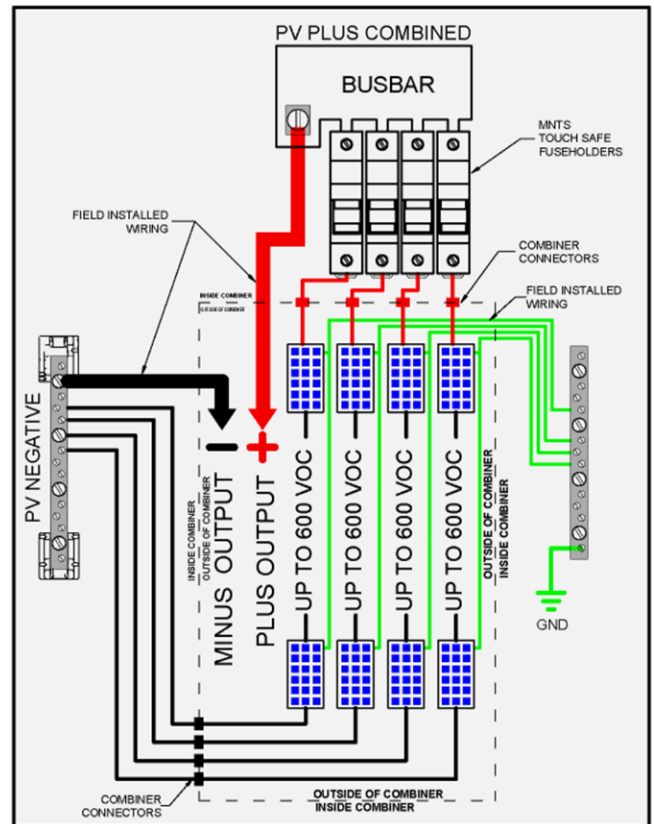 PV PLUS COMBINED
BUSBAR
MNTS
TOUCH SAFE
FUSEHOLDERS
FIELD INSTALLED
WIRING
COMBINER
CONNECTORS
FIELD INSTALLED
WIRING
INSIDE COMBINER
OUTSIDE OF COMBINER
PV NEGATIVE
INSIDE COMBINER
OUTSIDE OF COMBINER
MINUS OUTPUT
PLUS OUTPUT
UP TO 600 VOC
UP TO 600 VOC
UP TO 600 VOC
UP TO 600 VOC
OUTSIDE OF COMBINER
INSIDE COMBINER
GND
COMBINER
CONNECTORS
OUTSIDE OF COMBINER
INSIDE COMBINER